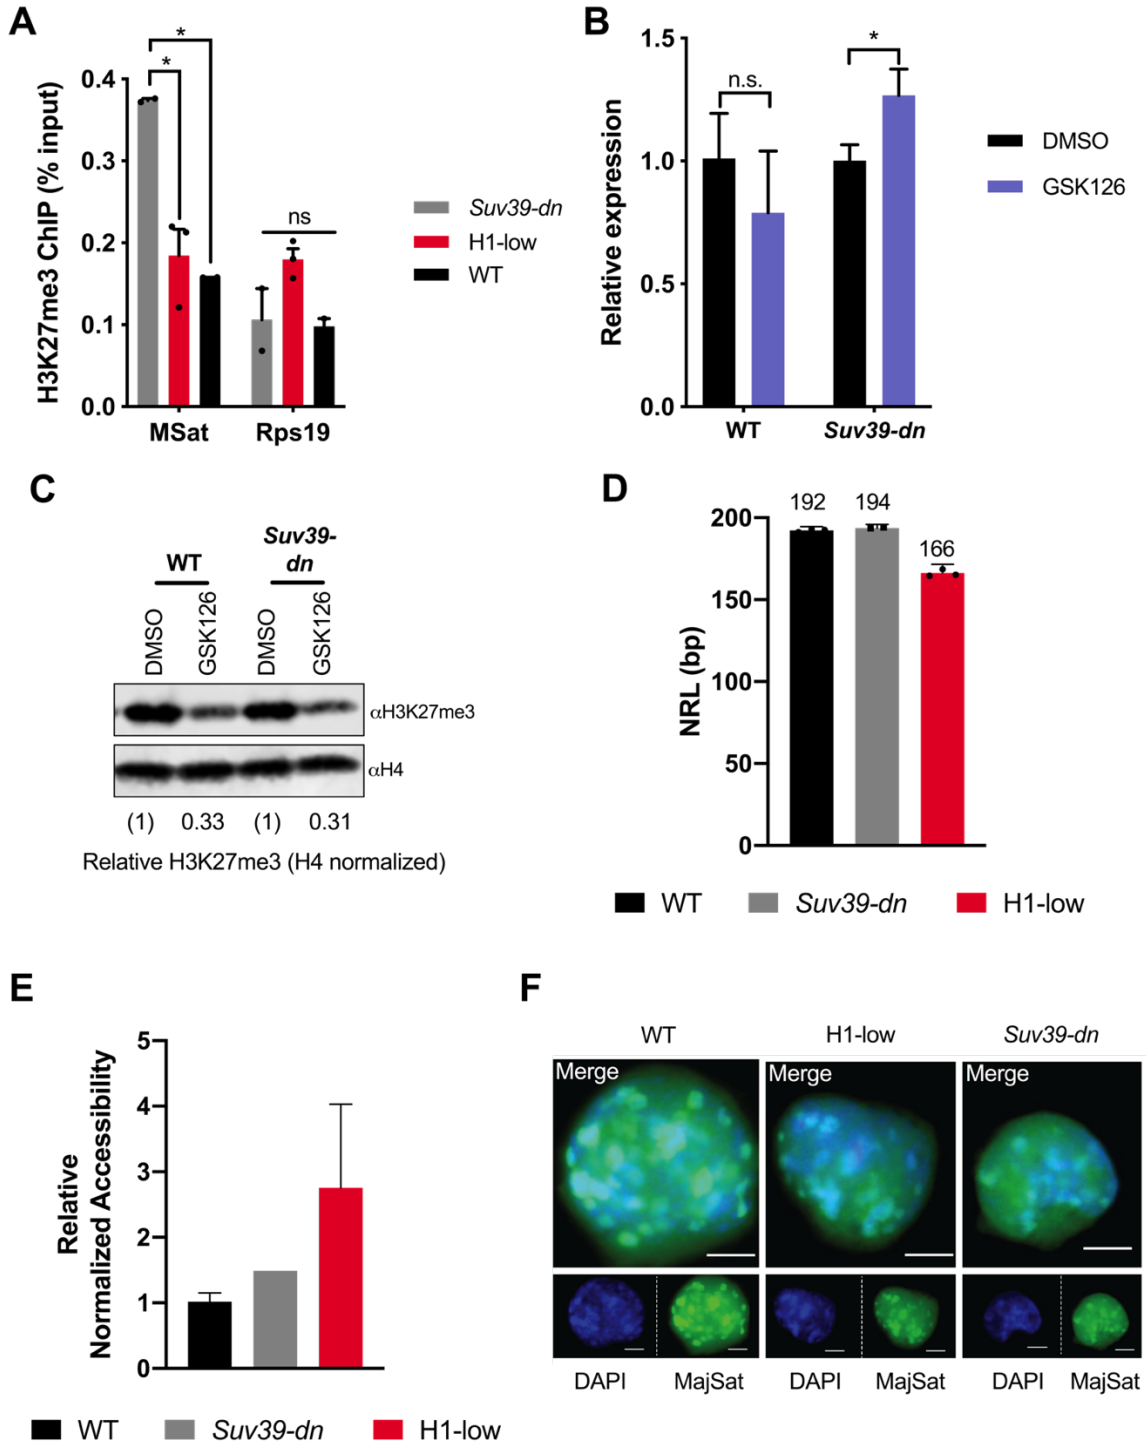 A
H3K27me3 ChIP (% input)
0.4
0.3
0.2
0.1
0.0
*
*
ns
MSat
Rps19
Suv39-dn
H1-low
WT
B
Relative expression
1.5
1.0
0.5
0.0
n.s.
*
WT
Suv39-dn
DMSO
GSK126
C
WT
Suv39-
dn
DMSO
GSK126
DMSO
GSK126
αH3K27me3
αH4
(1) 0.33 (1) 0.31
Relative H3K27me3 (H4 normalized)
D
NRL (bp)
200
150
100
50
0
192
194
166
WT
Suv39-dn
H1-low
E
Relative
Normalized Accessibility
5
4
3
2
1
0
WT
Suv39-dn
H1-low
F
WT
H1-low
Suv39-dn
Merge
Merge
Merge
DAPI
MajSat
DAPI
MajSat
DAPI
MajSat